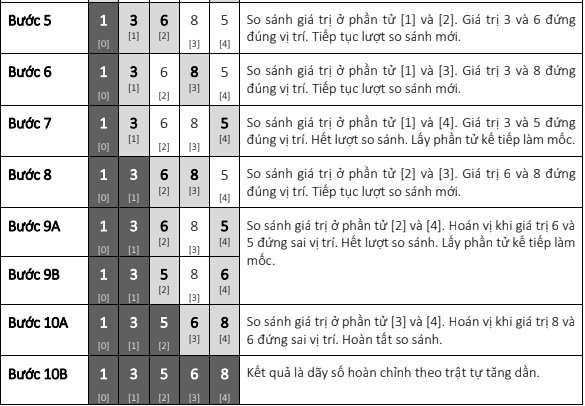 Bước 5 1 3 6 8 5 So sánh giá trị ở phần tử [1] và [2]. Giá trị 3 và 6 đứng
[0] [1] [2] [3] [4] đúng vị trí. Tiếp tục lượt so sánh mới.
Bước 6 1 3 6 8 5 So sánh giá trị ở phần tử [1] và [3]. Giá trị 3 và 8 đứng
[0] [1] [2] [3] [4] đúng vị trí. Tiếp tục lượt so sánh mới.
Bước 7 1 3 6 8 5 So sánh giá trị ở phần tử [1] và [4]. Giá trị 3 và 5 đứng
[0] [1] [2] [3] [4] đúng vị trí. Hết lượt so sánh. Lấy phần tử kế tiếp làm mốc.
Bước 8 1 3 6 8 5 So sánh giá trị ở phần tử [2] và [3]. Giá trị 6 và 8 đứng
[0] [1] [2] [3] [4] đúng vị trí. Tiếp tục lượt so sánh mới.
Bước 9A 1 3 6 8 5 So sánh giá trị ở phần tử [2] và [4]. Hoán vị khi giá trị 6 và
[0] [1] [2] [3] [4] 5 đứng sai vị trí. Hết lượt so sánh. Lấy phần tử kế tiếp làm
mốc.
Bước 9B 1 3 5 8 6
[0] [1] [2] [3] [4]
Bước 10A 1 3 5 6 8 So sánh giá trị ở phần tử [3] và [4]. Hoán vị khi giá trị 8 và
[0] [1] [2] [3] [4] 6 đứng sai vị trí. Hoàn tất so sánh.
Bước 10B 1 3 5 6 8 Kết quả là dãy số hoàn chỉnh theo trật tự tăng dần.
[0] [1] [2] [3] [4]